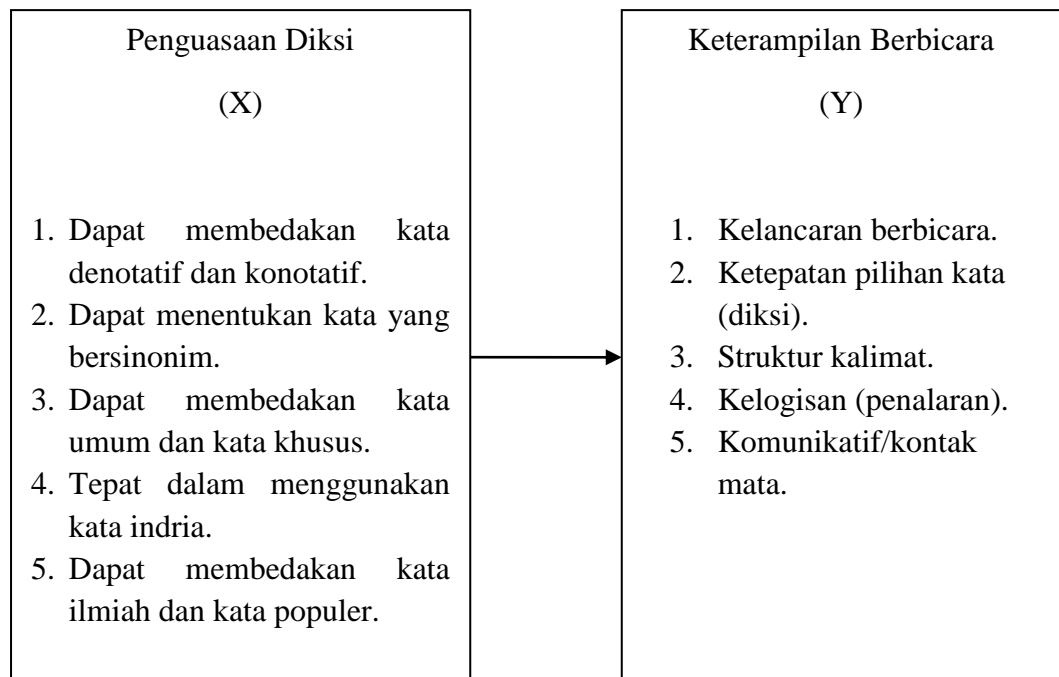 Penguasaan Diksi
(X)
1. Dapat membedakan kata
denotatif dan konotatif.
2. Dapat menentukan kata yang
bersinonim.
3. Dapat membedakan kata
umum dan kata khusus.
4. Tepat dalam menggunakan
kata indria.
5. Dapat membedakan kata
ilmiah dan kata populer.
Keterampilan Berbicara
(Y)
1. Kelancaran berbicara.
2. Ketepatan pilihan kata
(diksi).
3. Struktur kalimat.
4. Kelogisan (penalaran).
5. Komunikatif/kontak
mata.